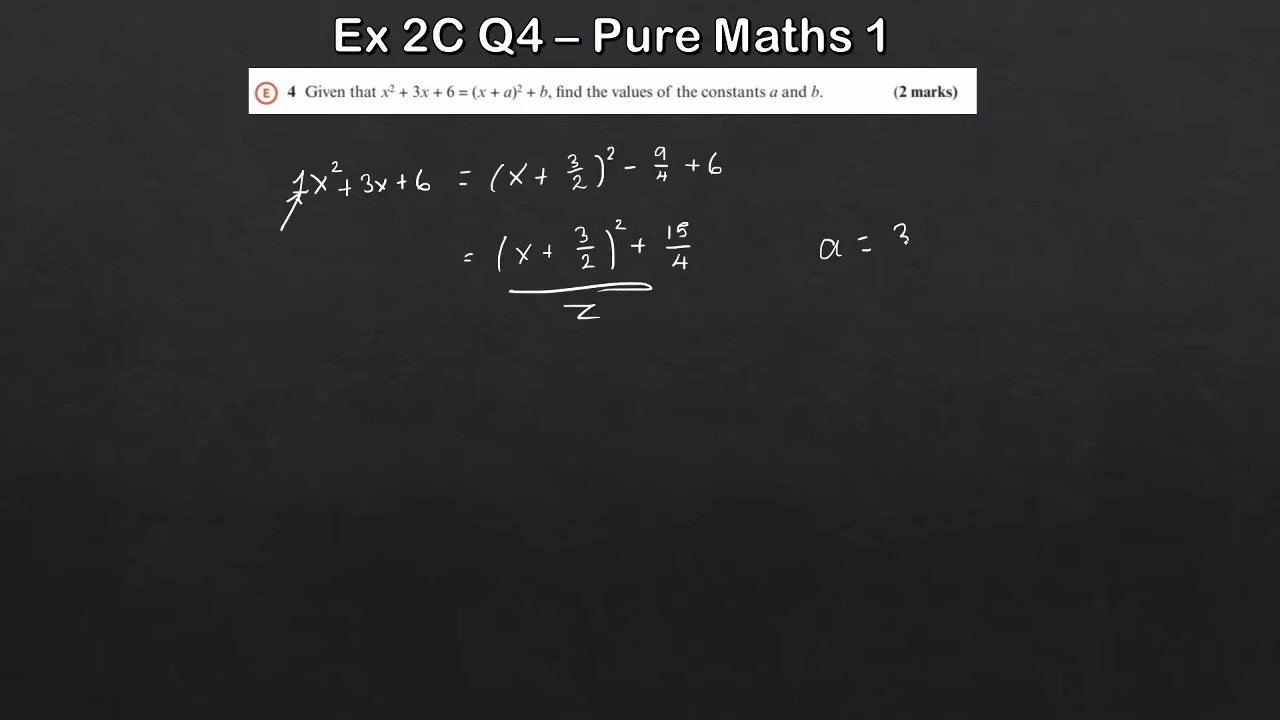 Ex 2C Q4 – Pure Maths 1
E 4 Given that x² + 3x + 6 = (x + a)² + b, find the values of the constants a and b. (2 marks)
1x² + 3x + 6 = (x + 3/2)² - 9/4 + 6
= (x + 3/2)² + 15/4 a = 3